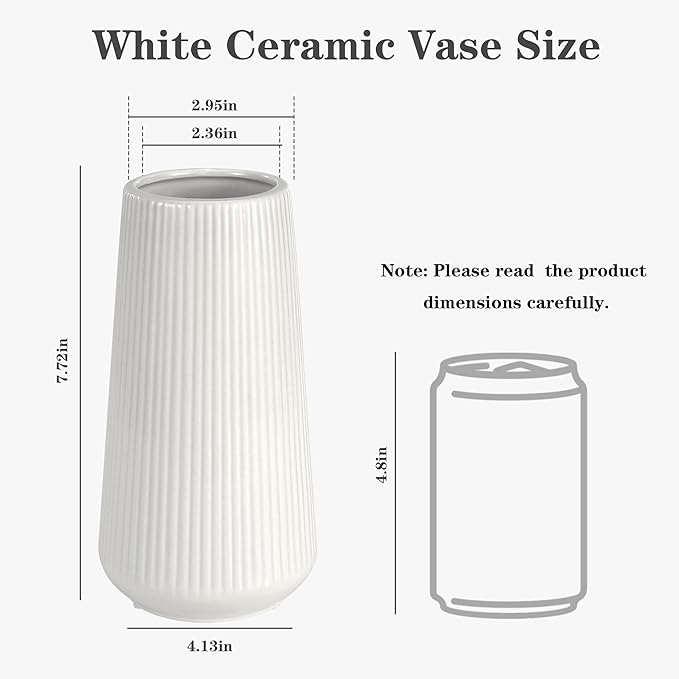 White Ceramic Vase Size
2.95in
2.36in
7.72in
Note: Please read the product
dimensions carefully.
4.8in
4.13in